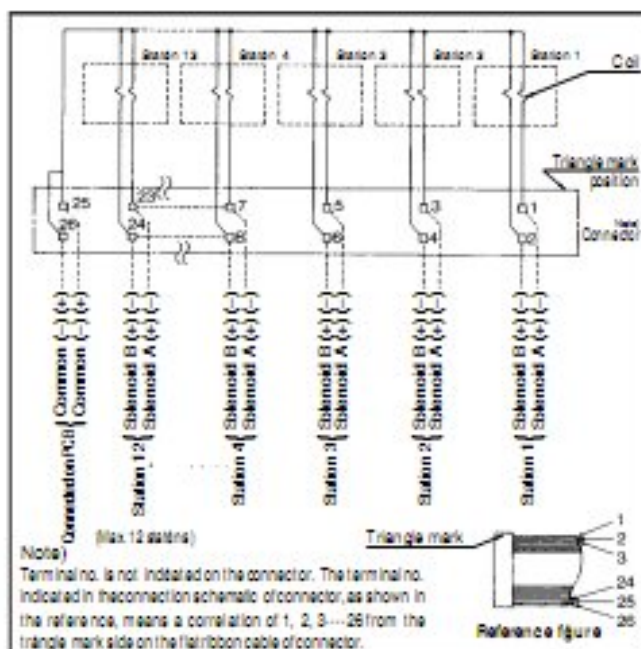 Station 13 Station 4 Station 3 Station 2 Station 1
Coil
Triangle mark
position
25 23 7 5 3 1
Note)
Connector
26 24 8 6 4 2
Connected on PCB { Common (−) (+)
Common (−) (+)
Station 12 { Solenoid B (+) (−)
Solenoid A (+) (−)
Station 4 { Solenoid B (+) (−)
Solenoid A (+) (−)
Station 3 { Solenoid B (+) (−)
Solenoid A (+) (−)
Station 2 { Solenoid B (+) (−)
Solenoid A (+) (−)
Station 1 { Solenoid B (+) (−)
Solenoid A (+) (−)
(Max. 12 stations)
Triangle mark
1
2
3
24
25
26
Reference figure
Note)
Terminal no. is not indicated on the connector. The terminal no.
indicated in the connection schematic of connector, as shown in
the reference, means a correlation of 1, 2, 3----26 from the
triangle mark side on the flat ribbon cable of connector.